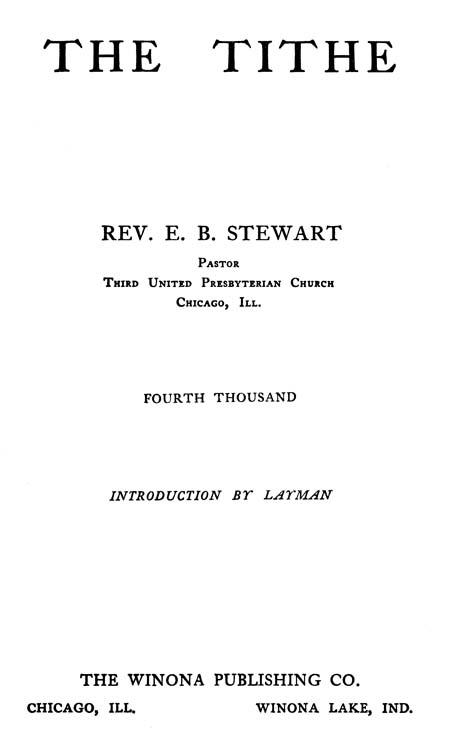 THE TITHE
REV. E. B. STEWART
PASTOR
THIRD UNITED PRESBYTERIAN CHURCH
CHICAGO, ILL.
FOURTH THOUSAND
INTRODUCTION BY LAYMAN
THE WINONA PUBLISHING CO.
CHICAGO, ILL. WINONA LAKE, IND.